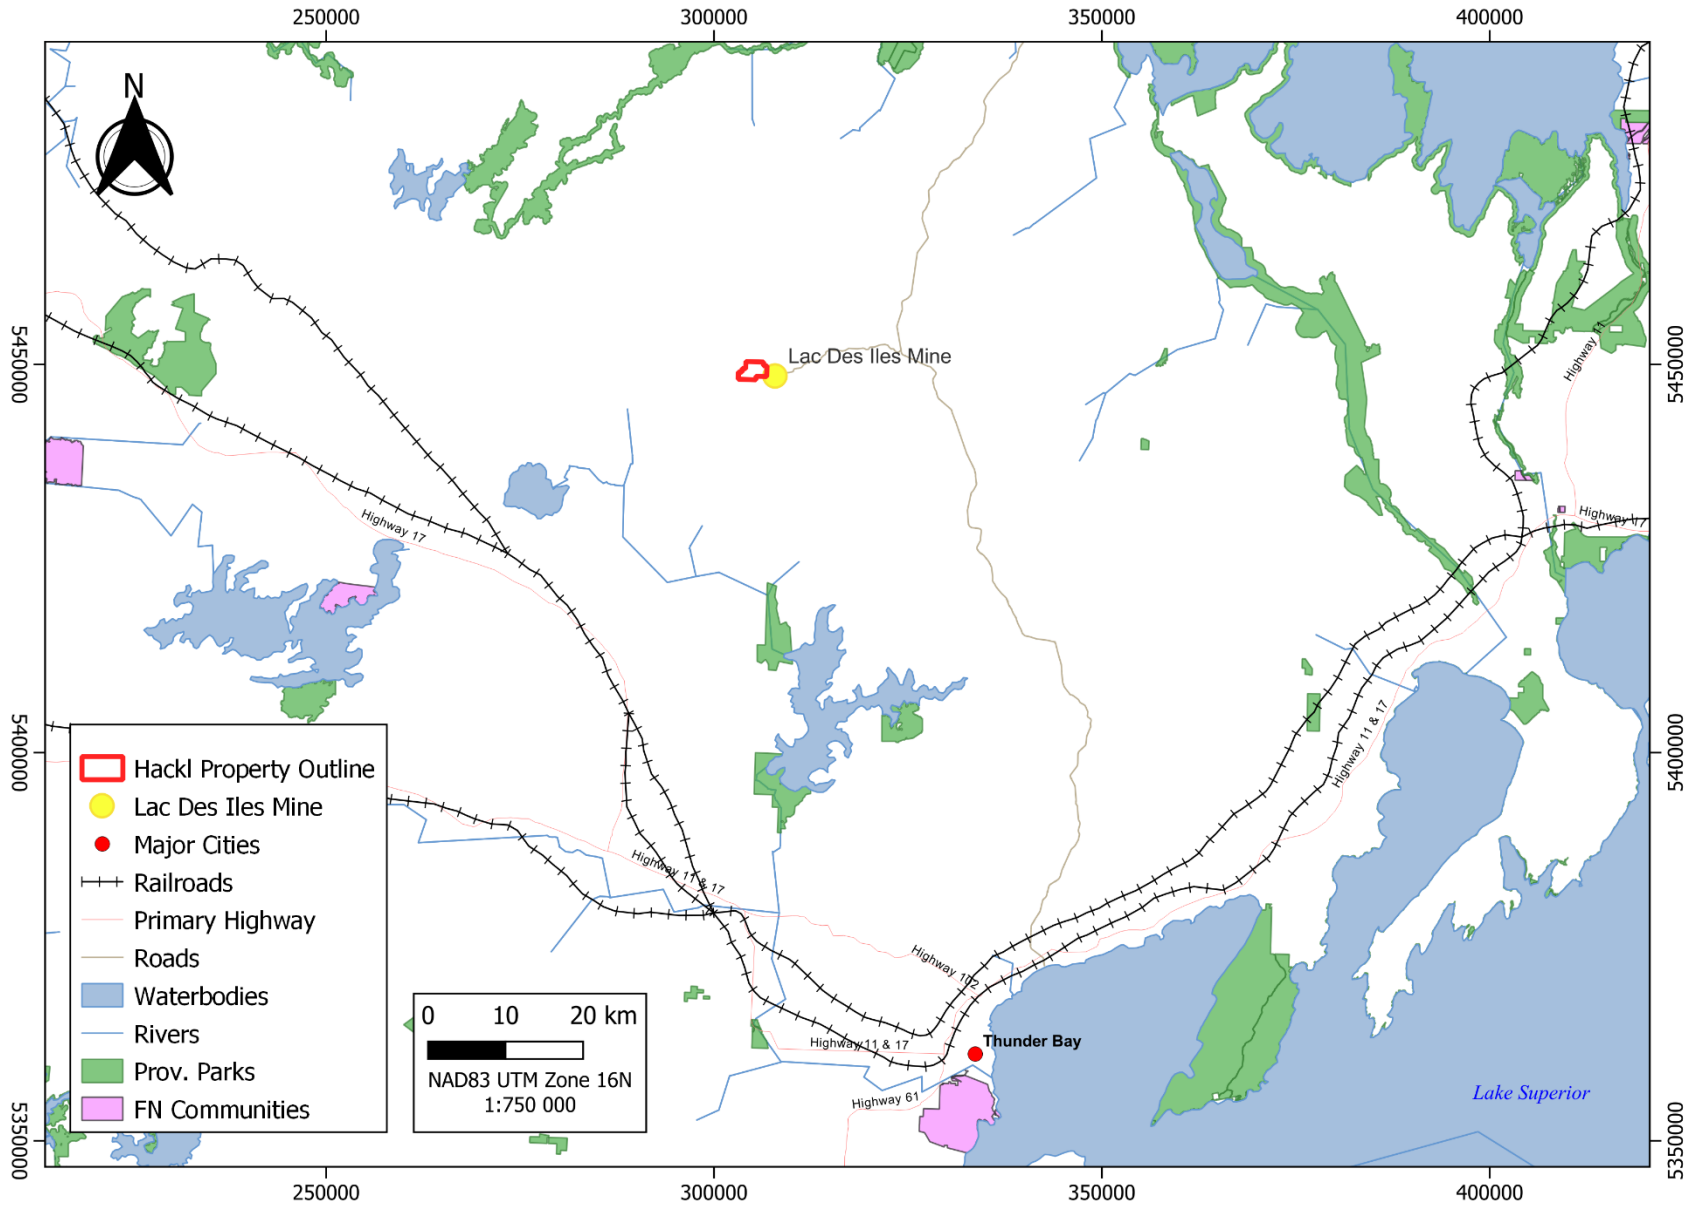 250000
300000
350000
400000
N
Lac Des Iles Mine
5450000
5450000
Highway 11
Highway 17
Highway 17
5400000
5400000
Highway 11 & 17
Hackl Property Outline
Lac Des Iles Mine
Major Cities
Railroads
Primary Highway
Roads
Waterbodies
Rivers
Prov. Parks
FN Communities
Highway 11 & 17
Highway 102
0 10 20 km
NAD83 UTM Zone 16N
1:750 000
Highway 11 & 17
Thunder Bay
Highway 61
Lake Superior
5350000
5350000
250000
300000
350000
400000